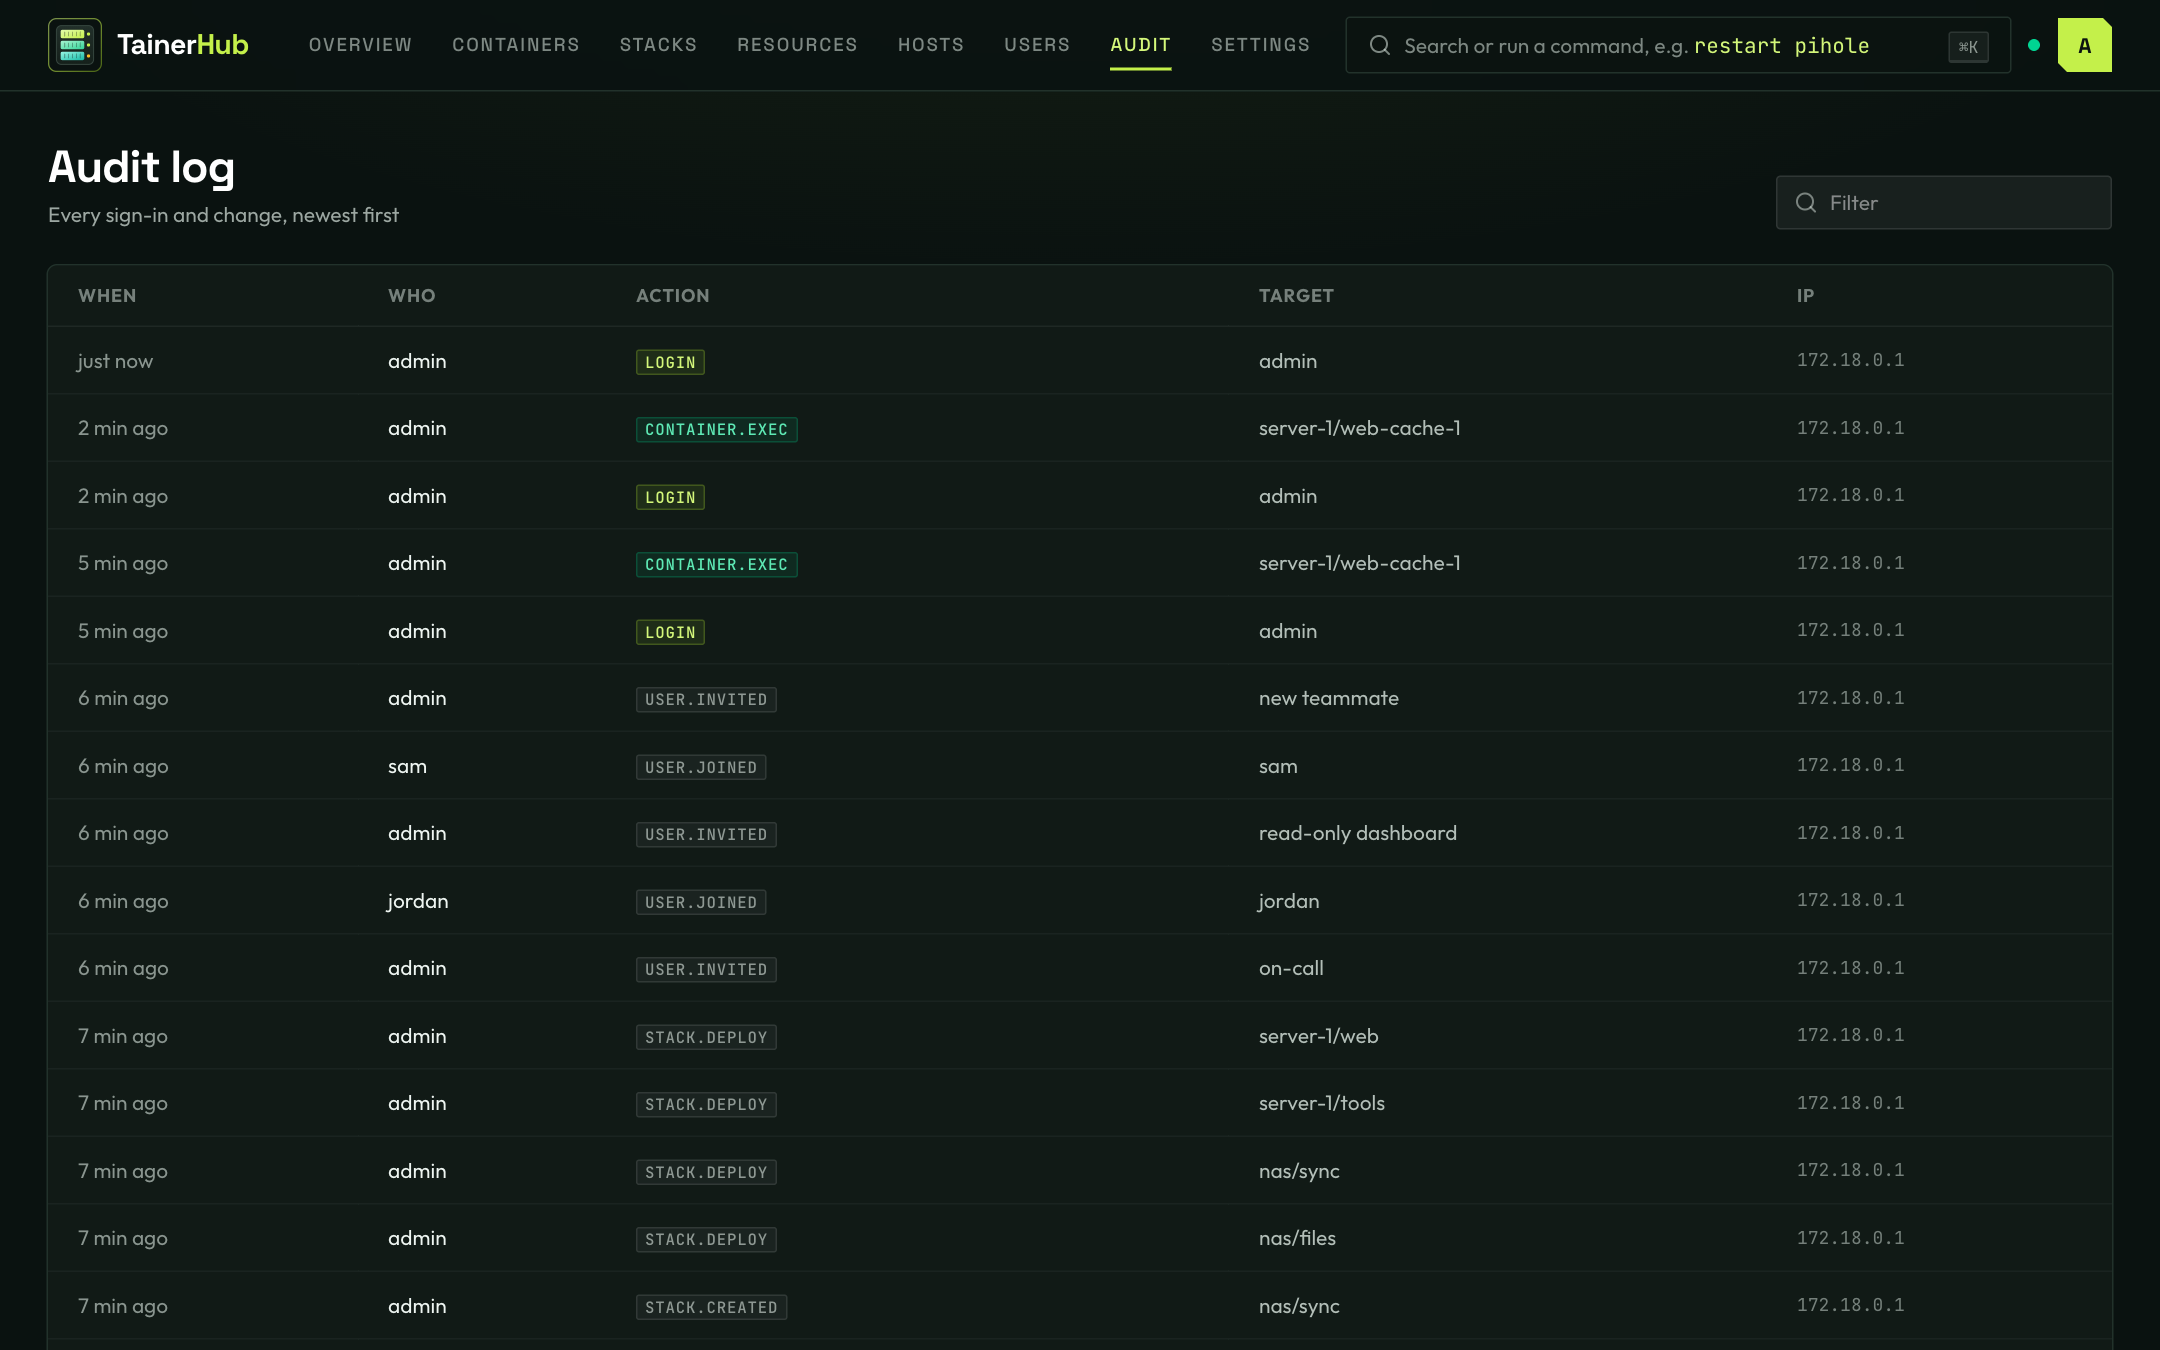 TainerHub OVERVIEW CONTAINERS STACKS RESOURCES HOSTS USERS AUDIT SETTINGS Search or run a command, e.g. restart pihole ⌘K A
Audit log
Every sign-in and change, newest first
Filter
WHEN WHO ACTION TARGET IP
just now admin LOGIN admin 172.18.0.1
2 min ago admin CONTAINER.EXEC server-1/web-cache-1 172.18.0.1
2 min ago admin LOGIN admin 172.18.0.1
5 min ago admin CONTAINER.EXEC server-1/web-cache-1 172.18.0.1
5 min ago admin LOGIN admin 172.18.0.1
6 min ago admin USER.INVITED new teammate 172.18.0.1
6 min ago sam USER.JOINED sam 172.18.0.1
6 min ago admin USER.INVITED read-only dashboard 172.18.0.1
6 min ago jordan USER.JOINED jordan 172.18.0.1
6 min ago admin USER.INVITED on-call 172.18.0.1
7 min ago admin STACK.DEPLOY server-1/web 172.18.0.1
7 min ago admin STACK.DEPLOY server-1/tools 172.18.0.1
7 min ago admin STACK.DEPLOY nas/sync 172.18.0.1
7 min ago admin STACK.DEPLOY nas/files 172.18.0.1
7 min ago admin STACK.CREATED nas/sync 172.18.0.1